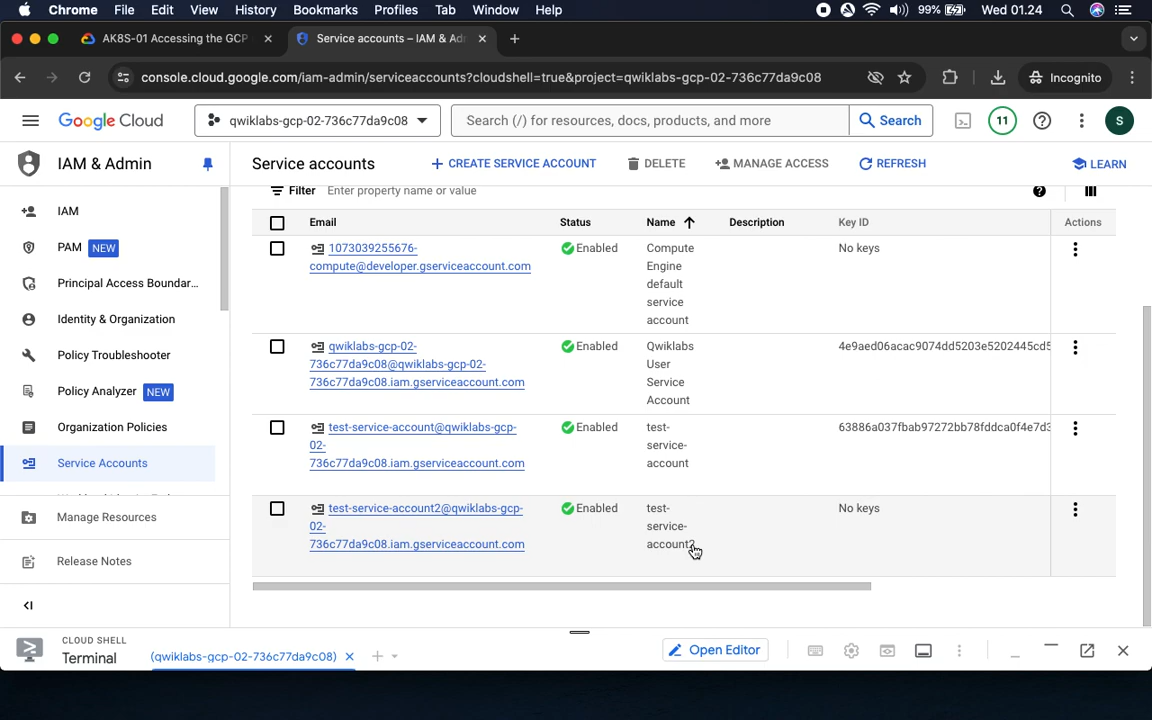 Chrome File Edit View History Bookmarks Profiles Tab Window Help 99% Wed 01.24
AK8S-01 Accessing the GCP
Service accounts – IAM & Ad
console.cloud.google.com/iam-admin/serviceaccounts?cloudshell=true&project=qwiklabs-gcp-02-736c77da9c08
Incognito
Google Cloud
qwiklabs-gcp-02-736c77da9c08
Search (/) for resources, docs, products, and more
Search
11
S
IAM & Admin
Service accounts
+ CREATE SERVICE ACCOUNT
DELETE
MANAGE ACCESS
REFRESH
LEARN
IAM
PAM NEW
Principal Access Boundar...
Identity & Organization
Policy Troubleshooter
Policy Analyzer NEW
Organization Policies
Service Accounts
Manage Resources
Release Notes
Filter Enter property name or value
Email Status Name Description Key ID Actions
1073039255676-
compute@developer.gserviceaccount.com
Enabled
Compute
Engine
default
service
account
No keys
qwiklabs-gcp-02-
736c77da9c08@qwiklabs-gcp-02-
736c77da9c08.iam.gserviceaccount.com
Enabled
Qwiklabs
User
Service
Account
4e9aed06acac9074dd5203e5202445cd5
test-service-account@qwiklabs-gcp-
02-
736c77da9c08.iam.gserviceaccount.com
Enabled
test-
service-
account
63886a037fbab97272bb78fddca0f4e7d3
test-service-account2@qwiklabs-gcp-
02-
736c77da9c08.iam.gserviceaccount.com
Enabled
test-
service-
account2
No keys
CLOUD SHELL
Terminal
(qwiklabs-gcp-02-736c77da9c08)
Open Editor